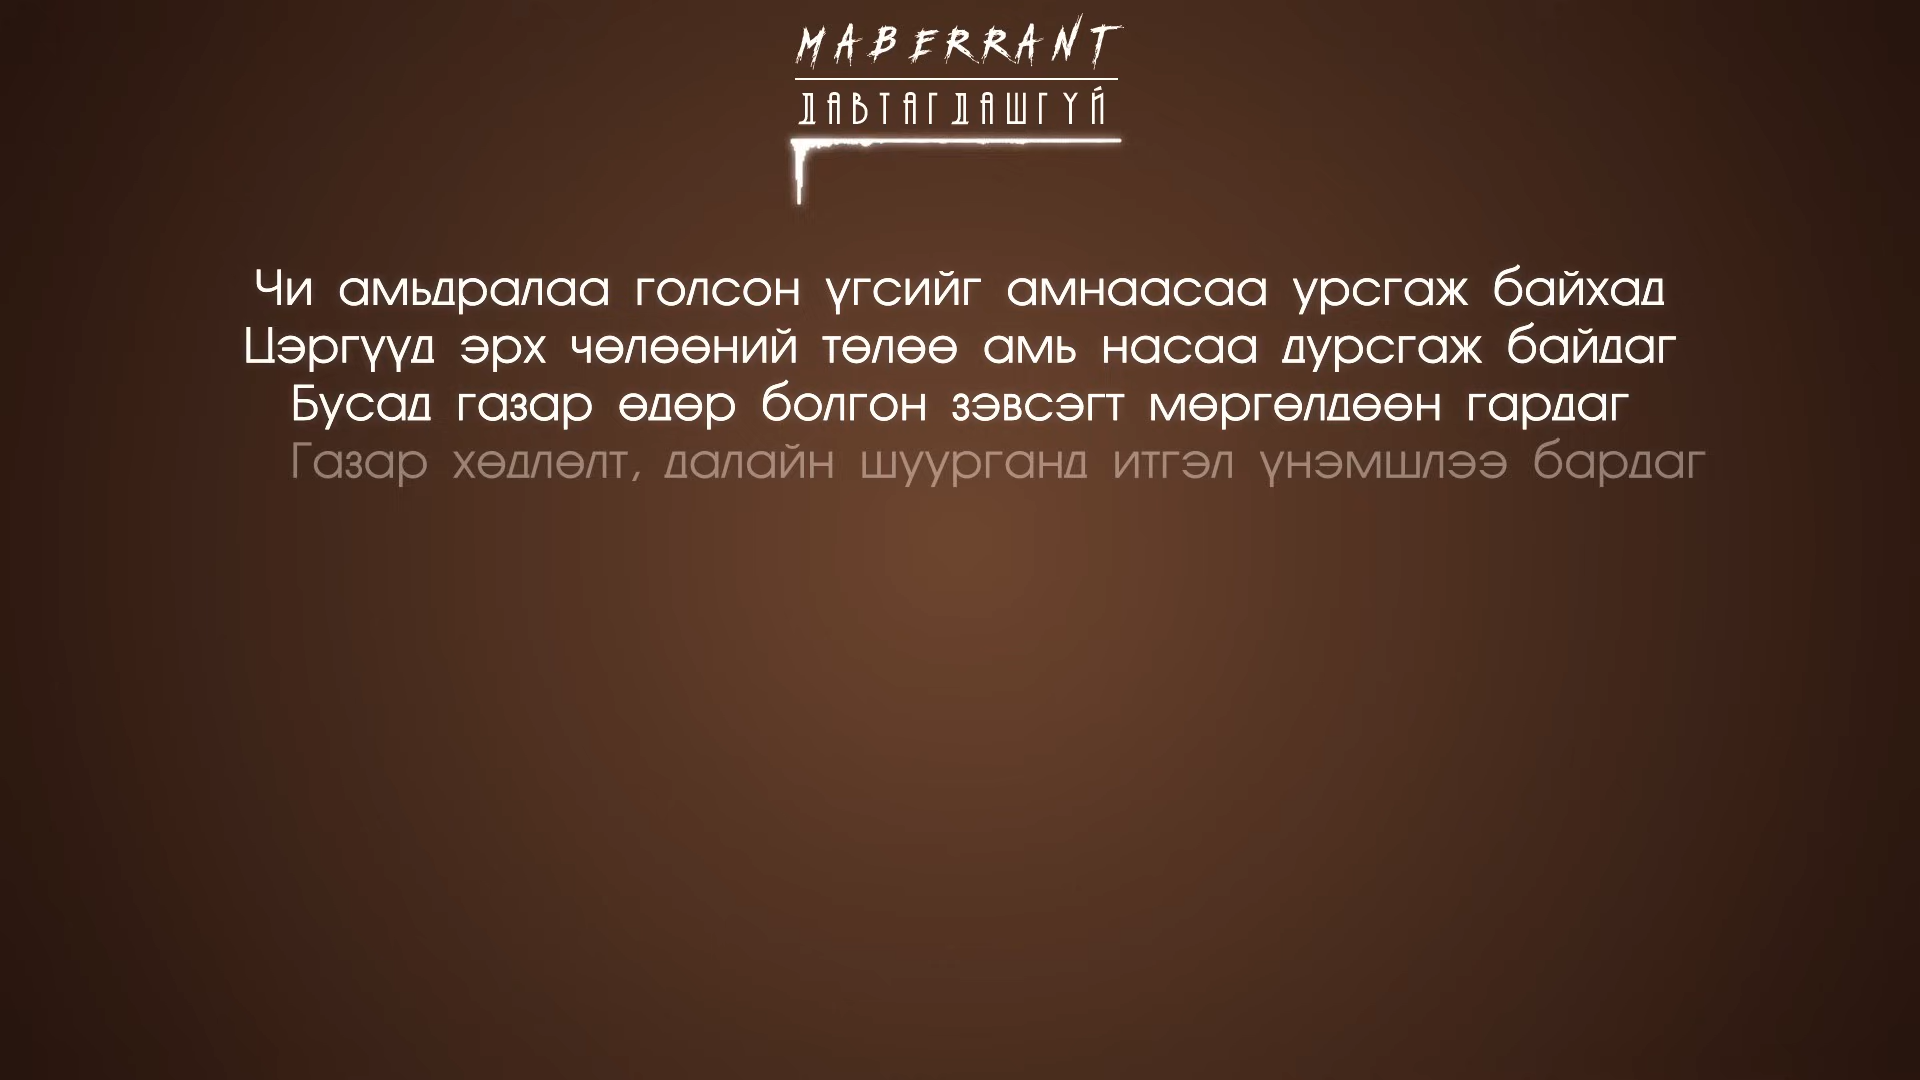 MABERRANT
ДАВТАГДАШГҮЙ
Чи амьдралаа голсон үгсийг амнаасаа урсгаж байхад
Цэргүүд эрх чөлөөний төлөө амь насаа дурсгаж байдаг
Бусад газар өдөр болгон зэвсэгт мөргөлдөөн гардаг
Газар хөдлөлт, далайн шуурганд итгэл үнэмшлээ бардаг